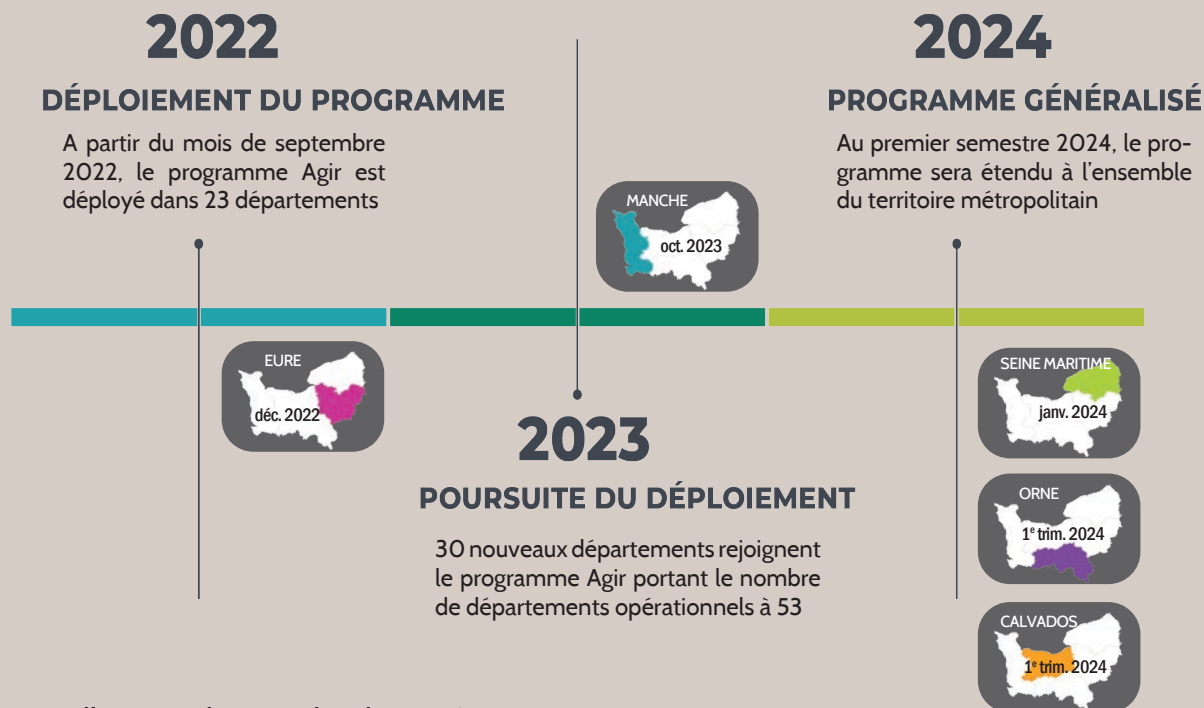 2022
DÉPLOIEMENT DU PROGRAMME
A partir du mois de septembre
2022, le programme Agir est
déployé dans 23 départements
2024
PROGRAMME GÉNÉRALISÉ
Au premier semestre 2024, le pro-
gramme sera étendu à l'ensemble
du territoire métropolitain
MANCHE
oct. 2023
EURE
déc. 2022
2023
POURSUITE DU DÉPLOIEMENT
30 nouveaux départements rejoignent
le programme Agir portant le nombre
de départements opérationnels à 53
SEINE MARITIME
janv. 2024
ORNE
1e trim. 2024
CALVADOS
1e trim. 2024